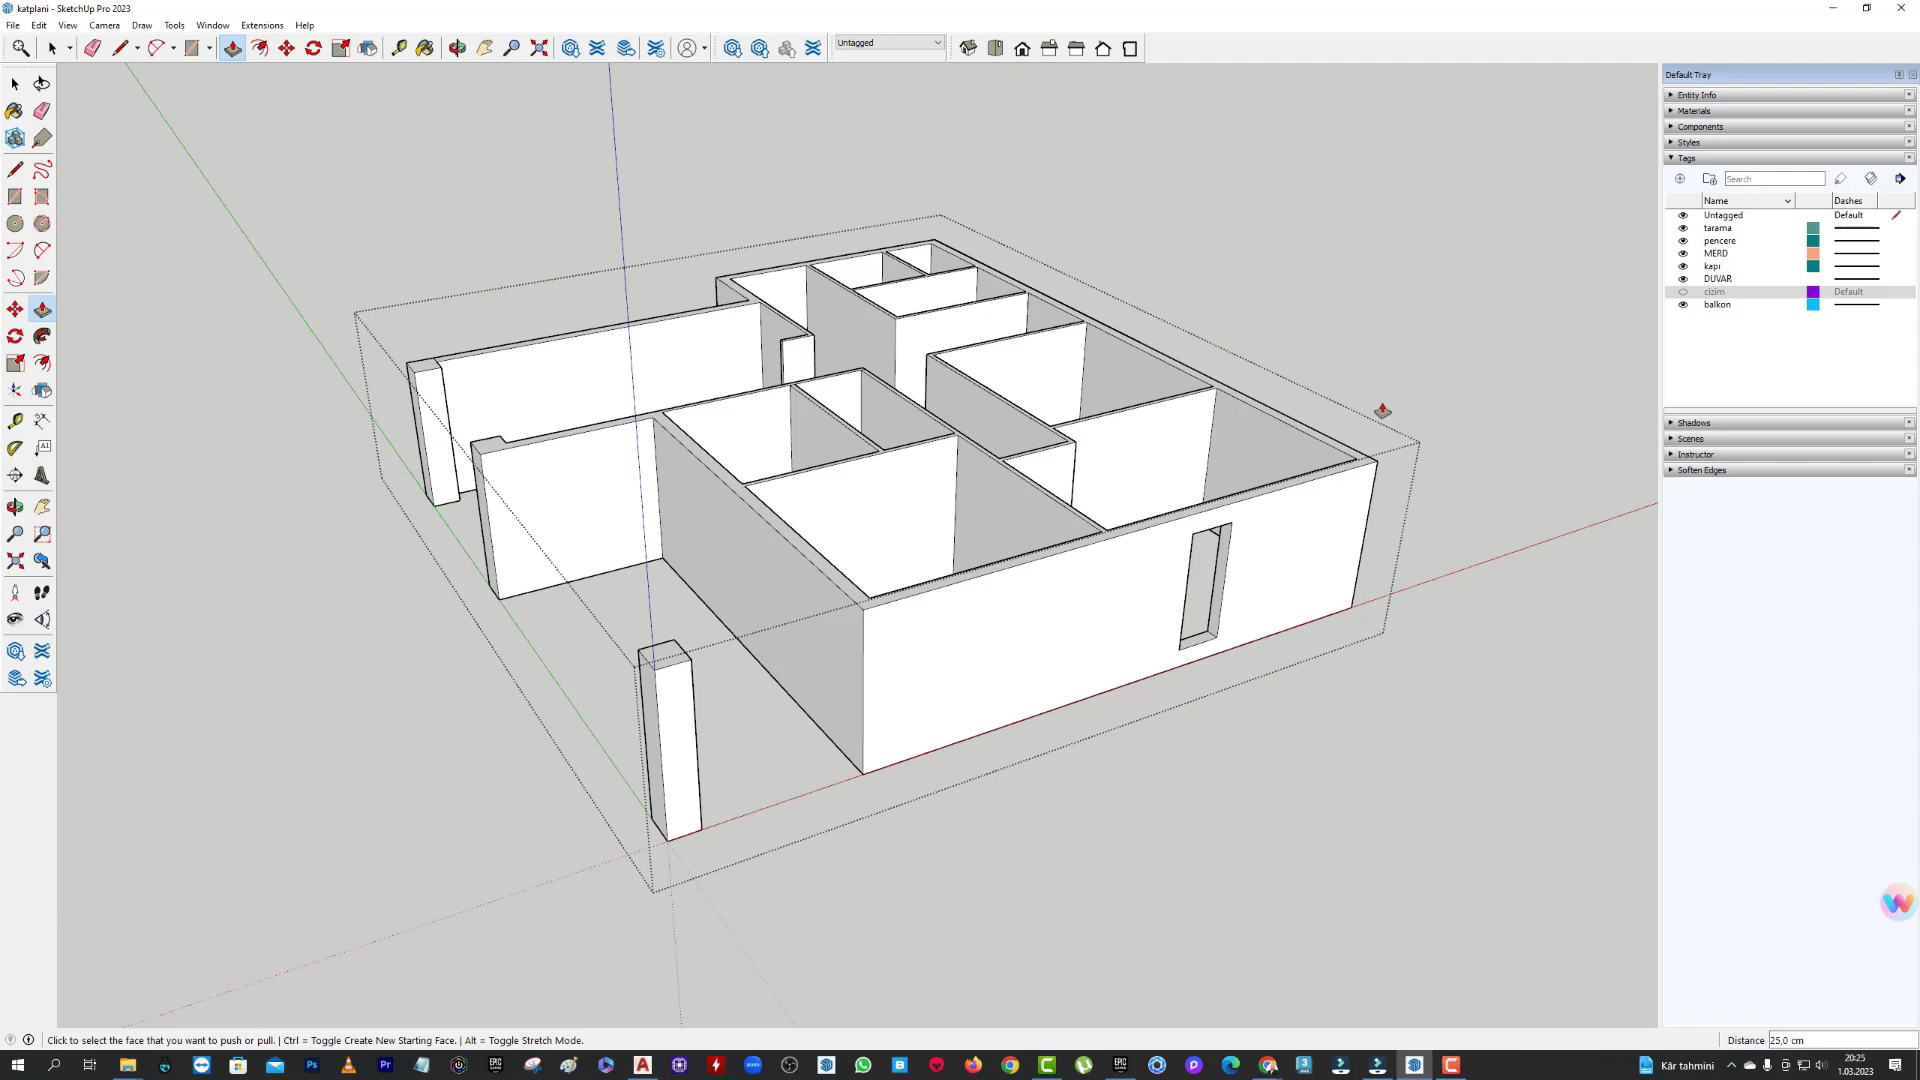 katplani - SketchUp Pro 2023
File Edit View Camera Draw Tools Window Extensions Help
Untagged
Default Tray
Entity Info
Materials
Components
Styles
Tags
Search
Name Dashes
Untagged Default
tarama
pencere
MERD
kapı
DUVAR
cizim Default
balkon
Shadows
Scenes
Instructor
Soften Edges
Click to select the face that you want to push or pull. | Ctrl = Toggle Create New Starting Face. | Alt = Toggle Stretch Mode.
Distance 25,0 cm
Kâr tahmini
20:25
1.03.2023